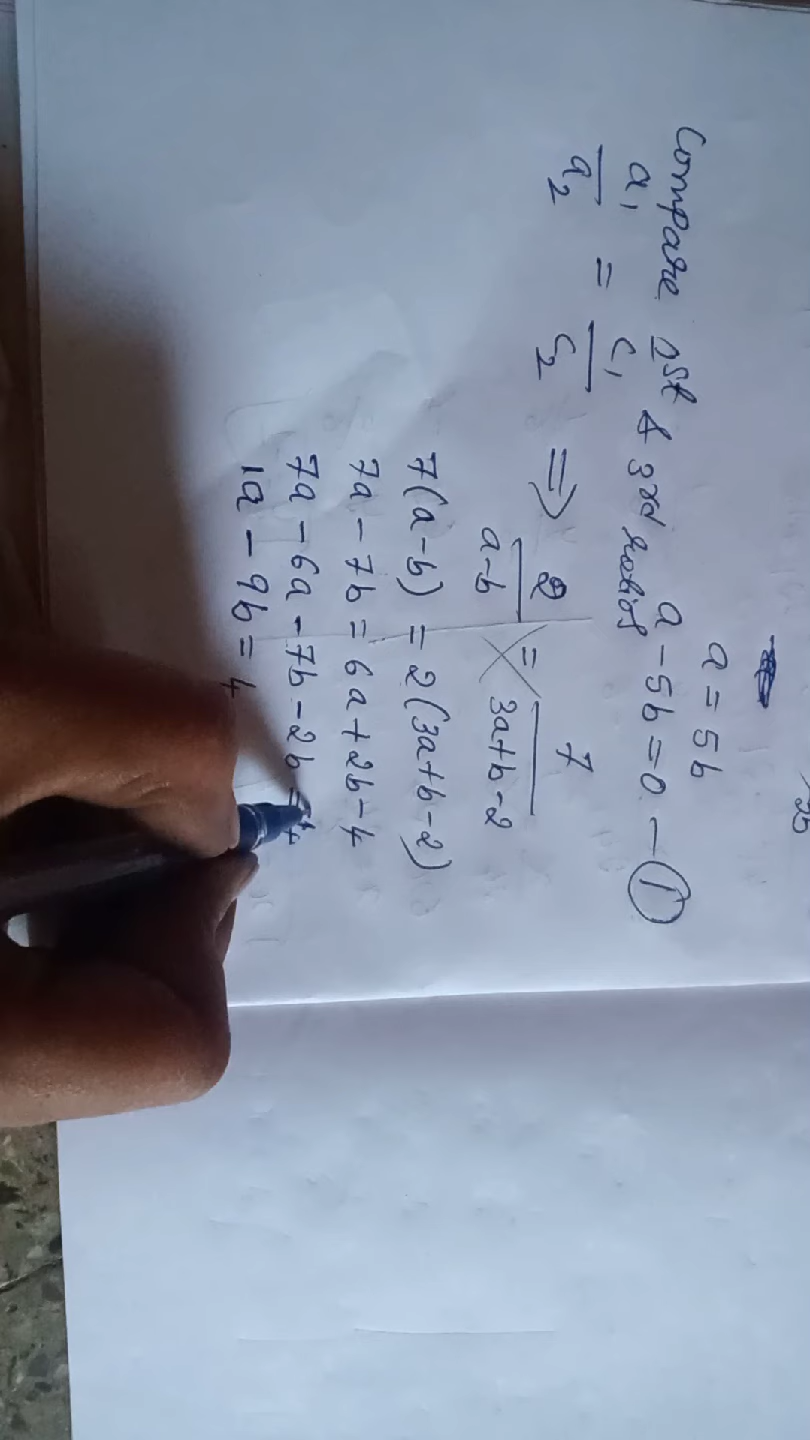 25
a = 5b
a - 5b = 0 — ①
Compare 1st & 3rd ratios
a₁/a₂ = c₁/c₂ ⇒ 2/(a-b) = 7/(3a+b-2)
7(a-b) = 2(3a+b-2)
7a - 7b = 6a + 2b - 4
7a - 6a - 7b - 2b = -4
1a - 9b = 4